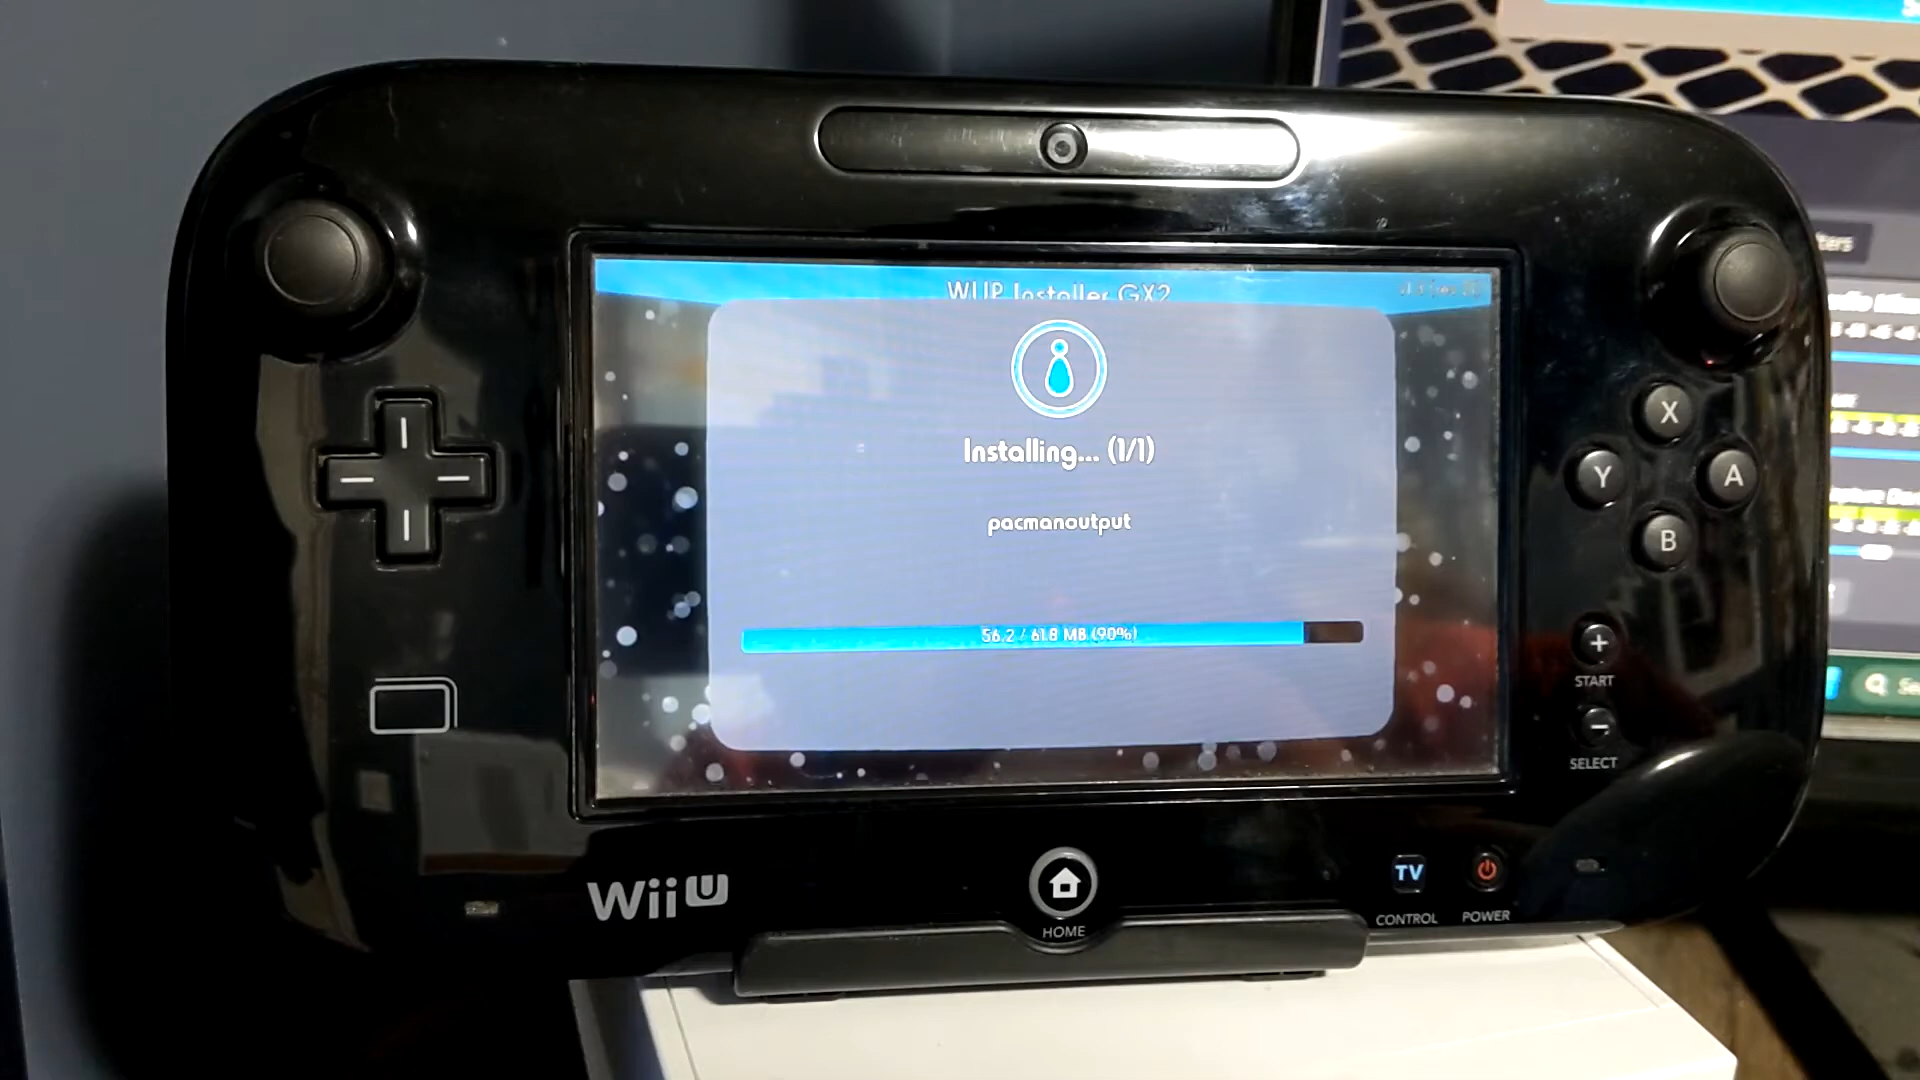 WUP Installer GX2
Installing... (1/1)
pacmanoutput
56.2 / 61.8 MB (90%)
X
Y
A
B
+
START
−
SELECT
Wii U
HOME
TV
CONTROL
POWER